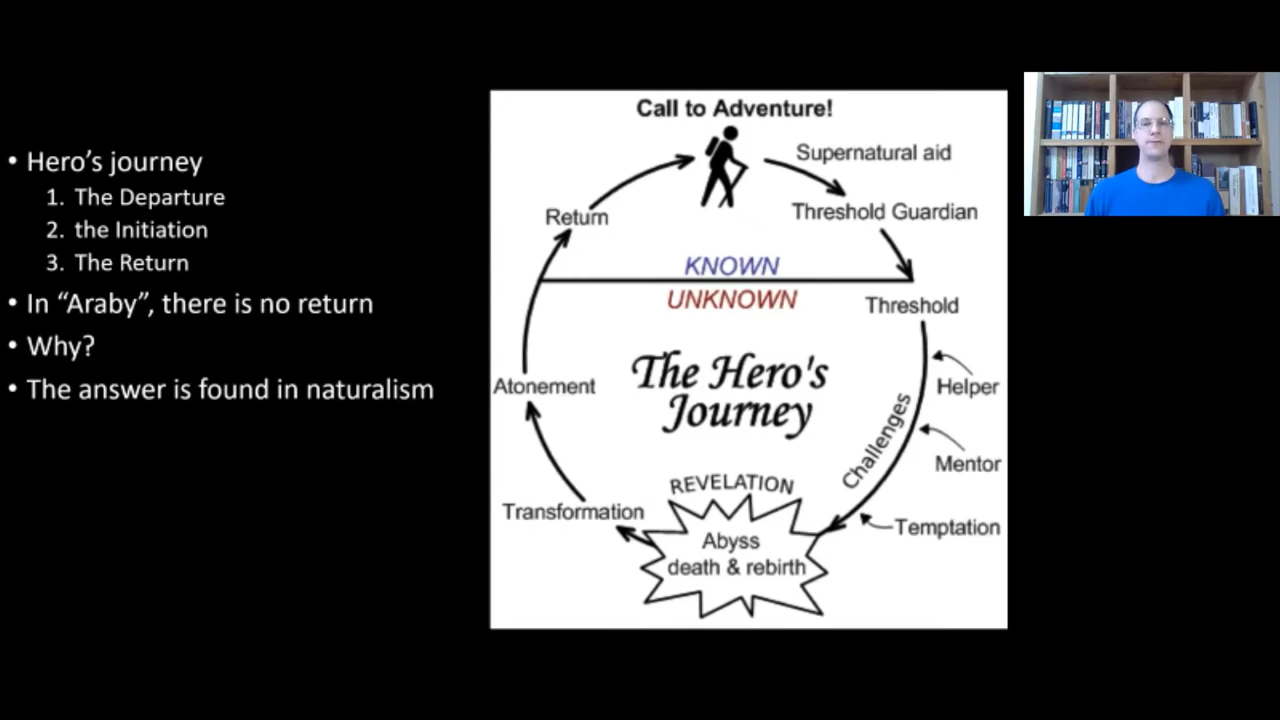 • Hero’s journey
1. The Departure
2. the Initiation
3. The Return
• In “Araby”, there is no return
• Why?
• The answer is found in naturalism
Call to Adventure!
Supernatural aid
Threshold Guardian
Return
KNOWN
UNKNOWN
Threshold
The Hero's
Journey
Helper
Atonement
Challenges
Mentor
REVELATION
Transformation
Temptation
Abyss
death & rebirth